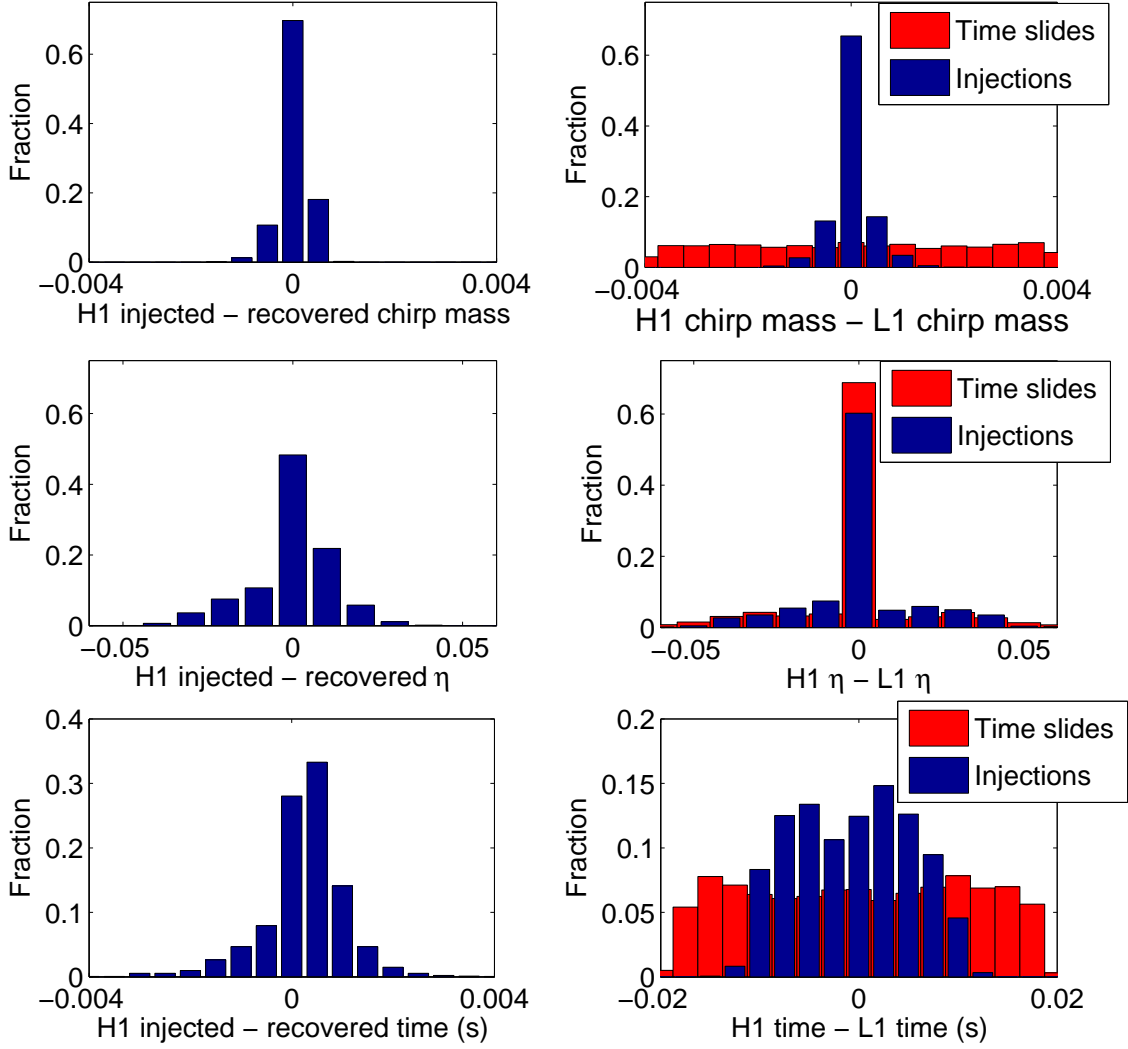 0.6
0.4
0.2
0
Fraction
−0.004
0
0.004
H1 injected − recovered chirp mass
Time slides
Injections
0.6
0.4
0.2
0
Fraction
−0.004
0
0.004
H1 chirp mass − L1 chirp mass
0.6
0.4
0.2
0
Fraction
−0.05
0
0.05
H1 injected − recovered η
Time slides
Injections
0.6
0.4
0.2
0
Fraction
−0.05
0
0.05
H1 η − L1 η
0.4
0.3
0.2
0.1
0
Fraction
−0.004
0
0.004
H1 injected − recovered time (s)
Time slides
Injections
0.2
0.15
0.1
0.05
0
Fraction
−0.02
0
0.02
H1 time − L1 time (s)